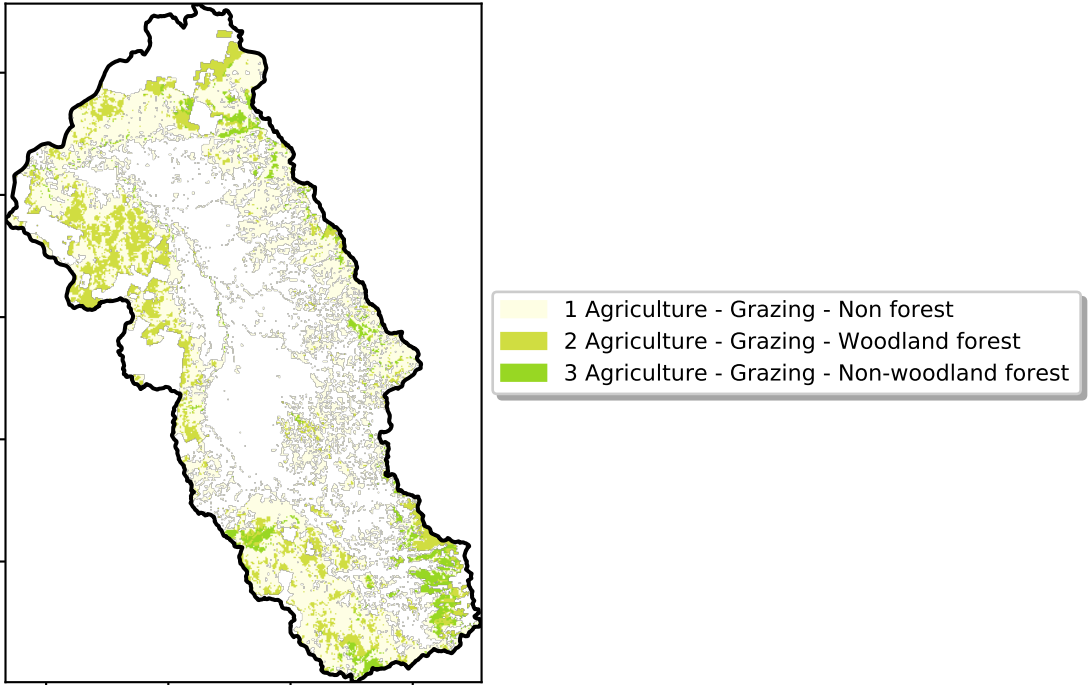 1 Agriculture - Grazing - Non forest
2 Agriculture - Grazing - Woodland forest
3 Agriculture - Grazing - Non-woodland forest